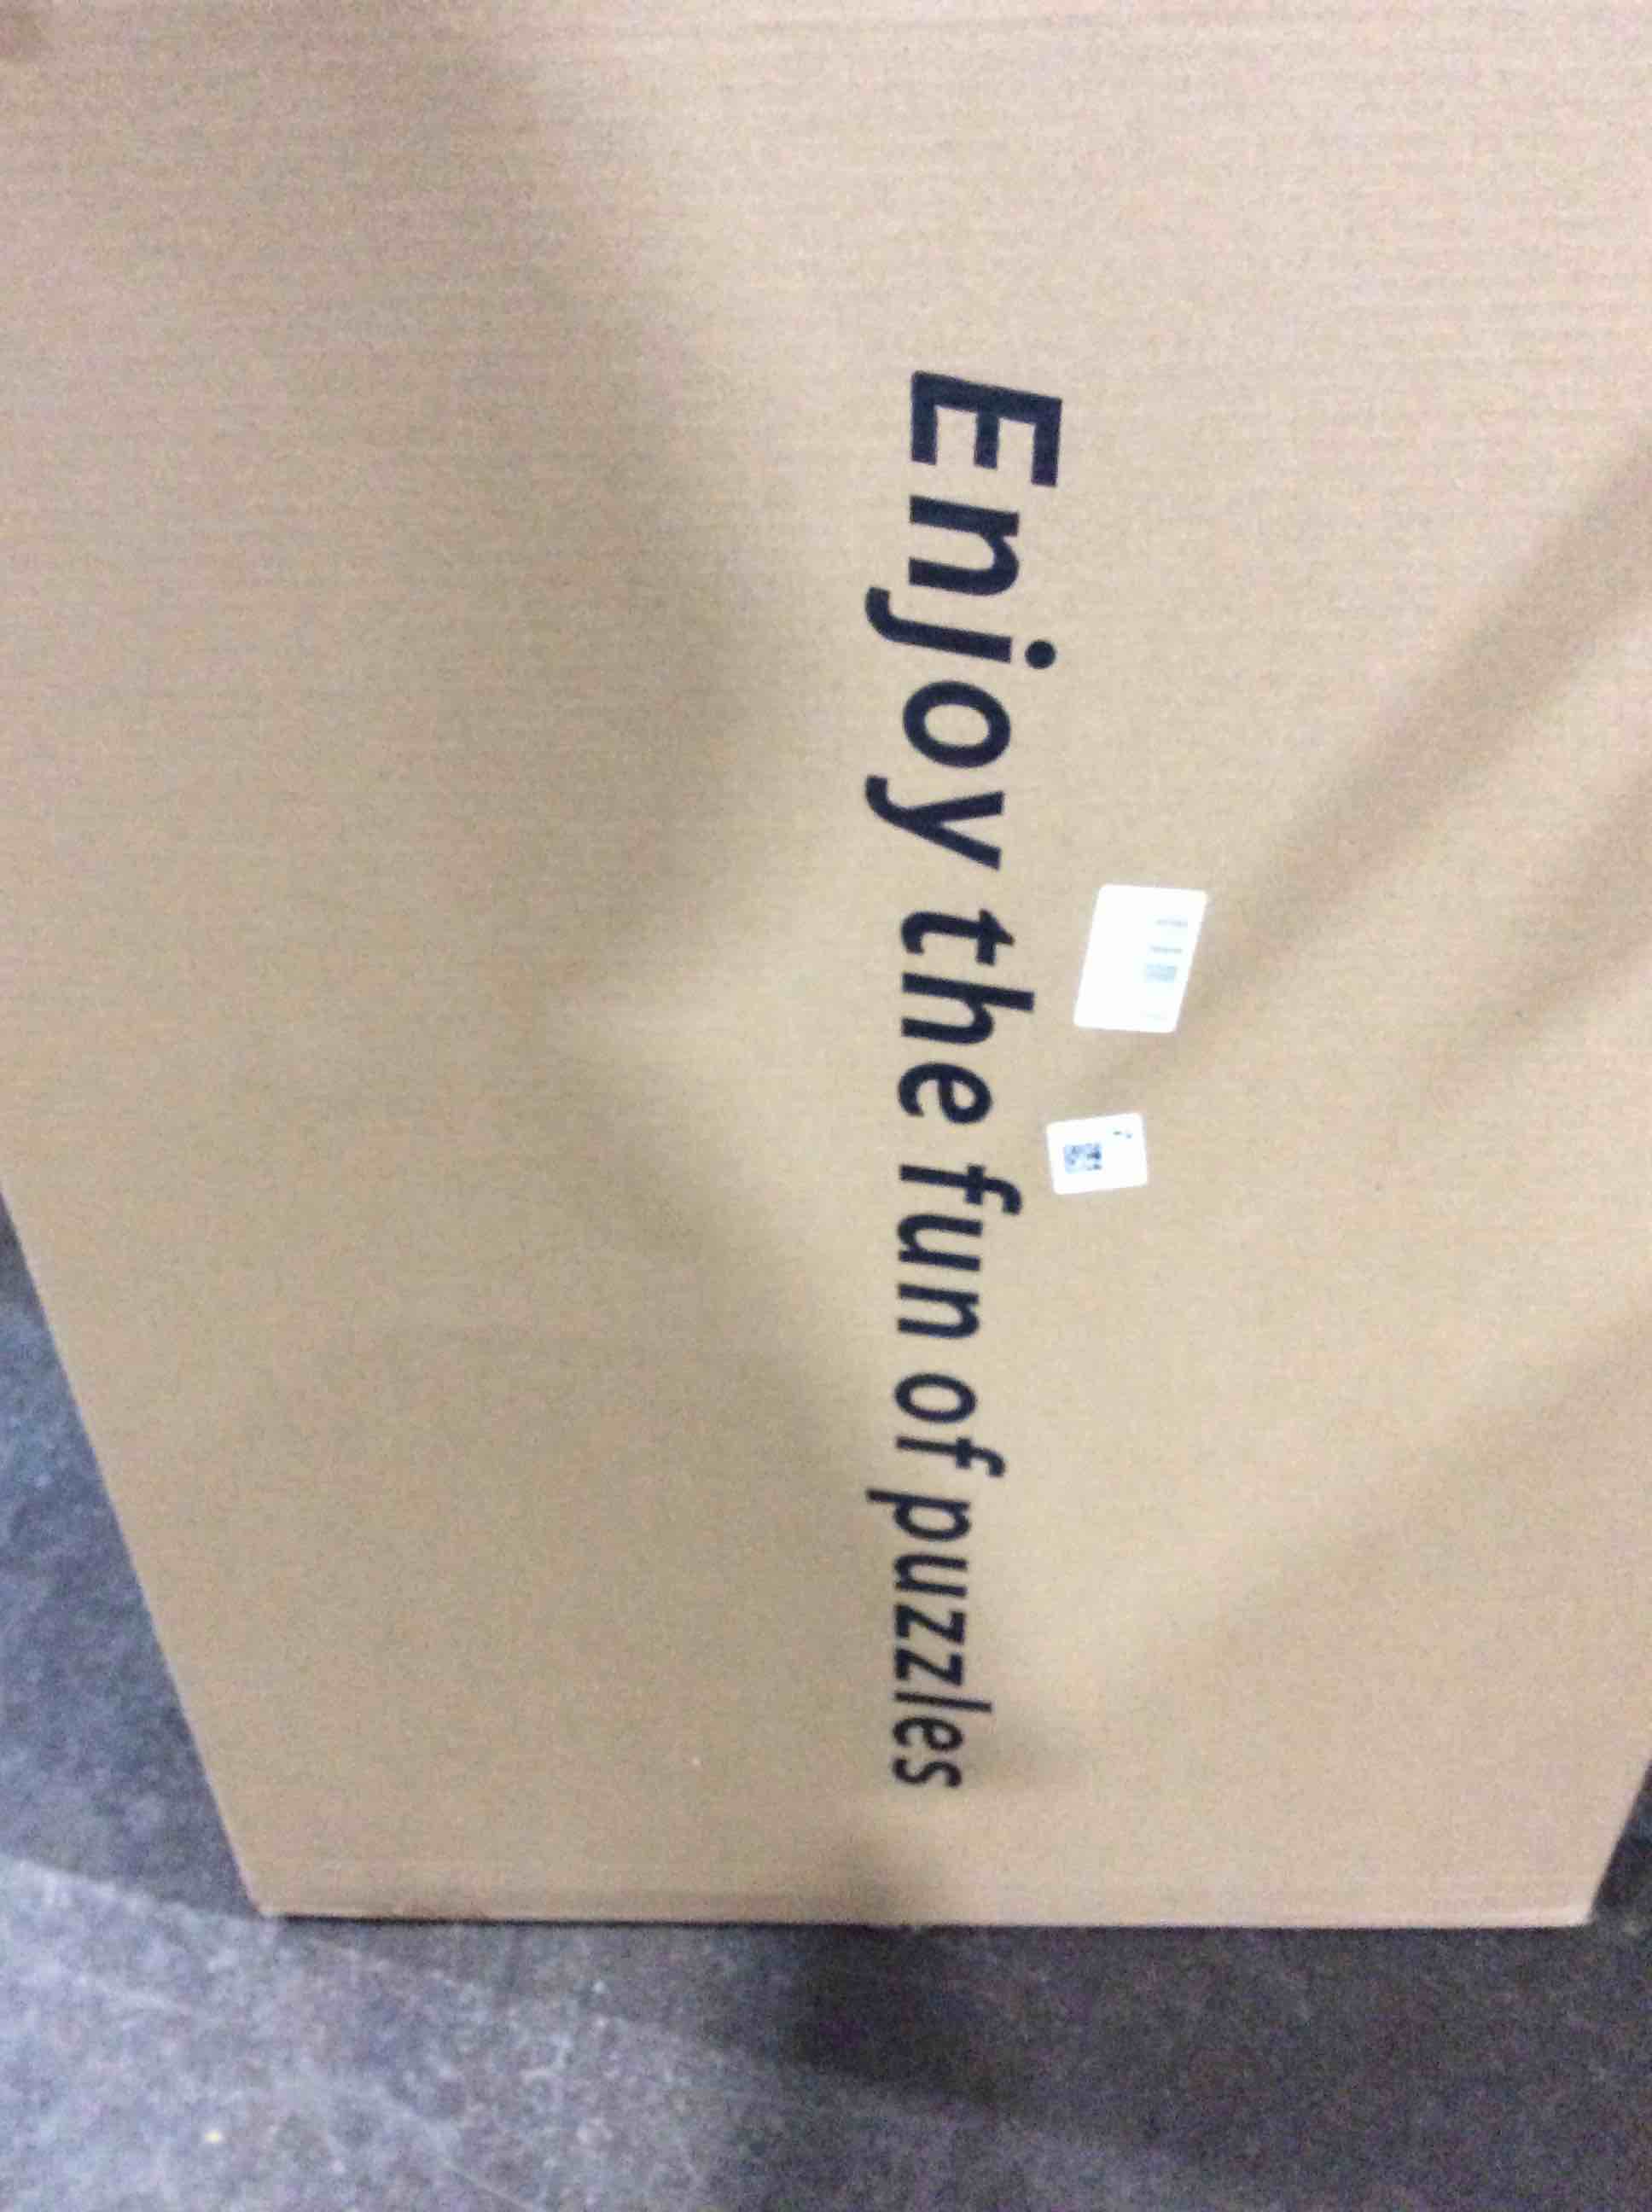 Enjoy the fun of puzzles